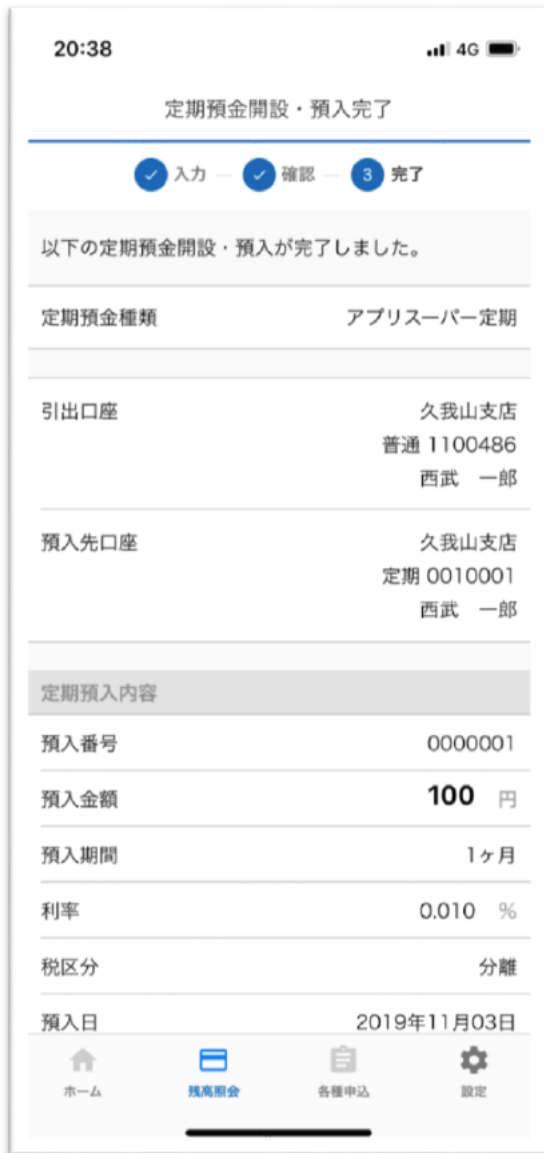 20:38 4G
定期預金開設・預入完了
入力 確認 3 完了
以下の定期預金開設・預入が完了しました。
定期預金種類 アプリスーパー定期
引出口座 久我山支店
普通 1100486
西武 一郎
預入先口座 久我山支店
定期 0010001
西武 一郎
定期預入内容
預入番号 0000001
預入金額 100 円
預入期間 1ヶ月
利率 0.010 %
税区分 分離
預入日 2019年11月03日
ホーム 残高照会 各種申込 設定